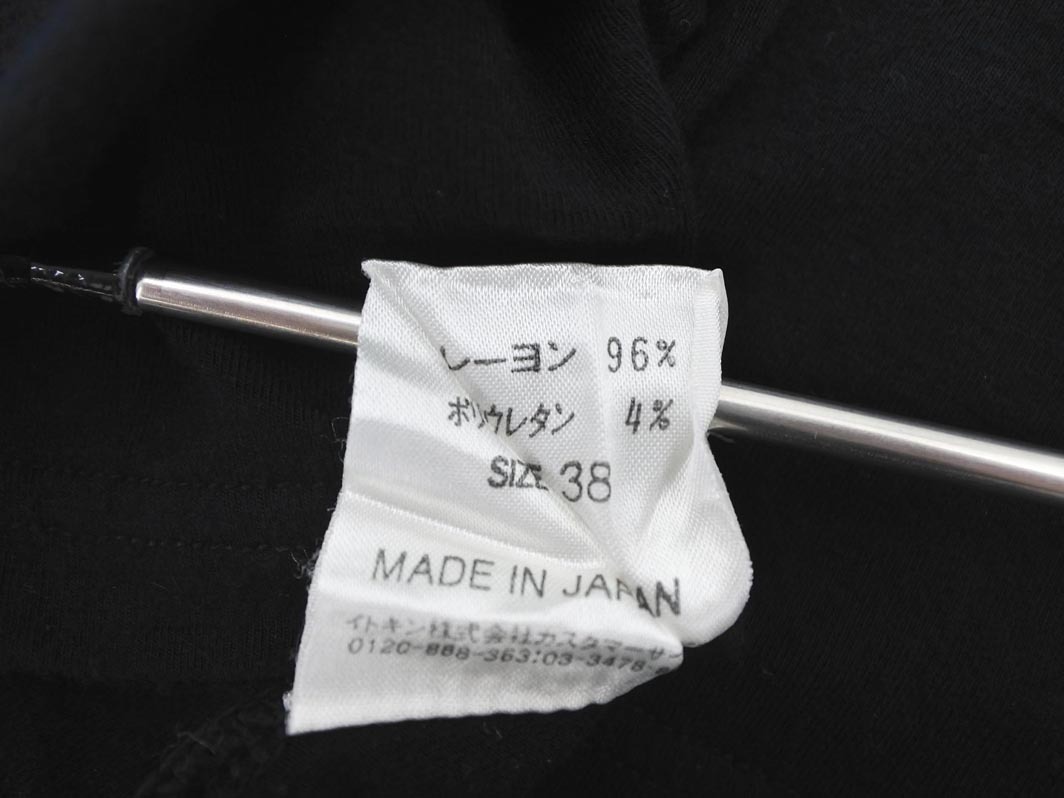 レーヨン 96%
ポリウレタン 4%
SIZE 38
MADE IN JAPAN
イトキン株式会社カスタマーサ
0120-888-363:03-3478-